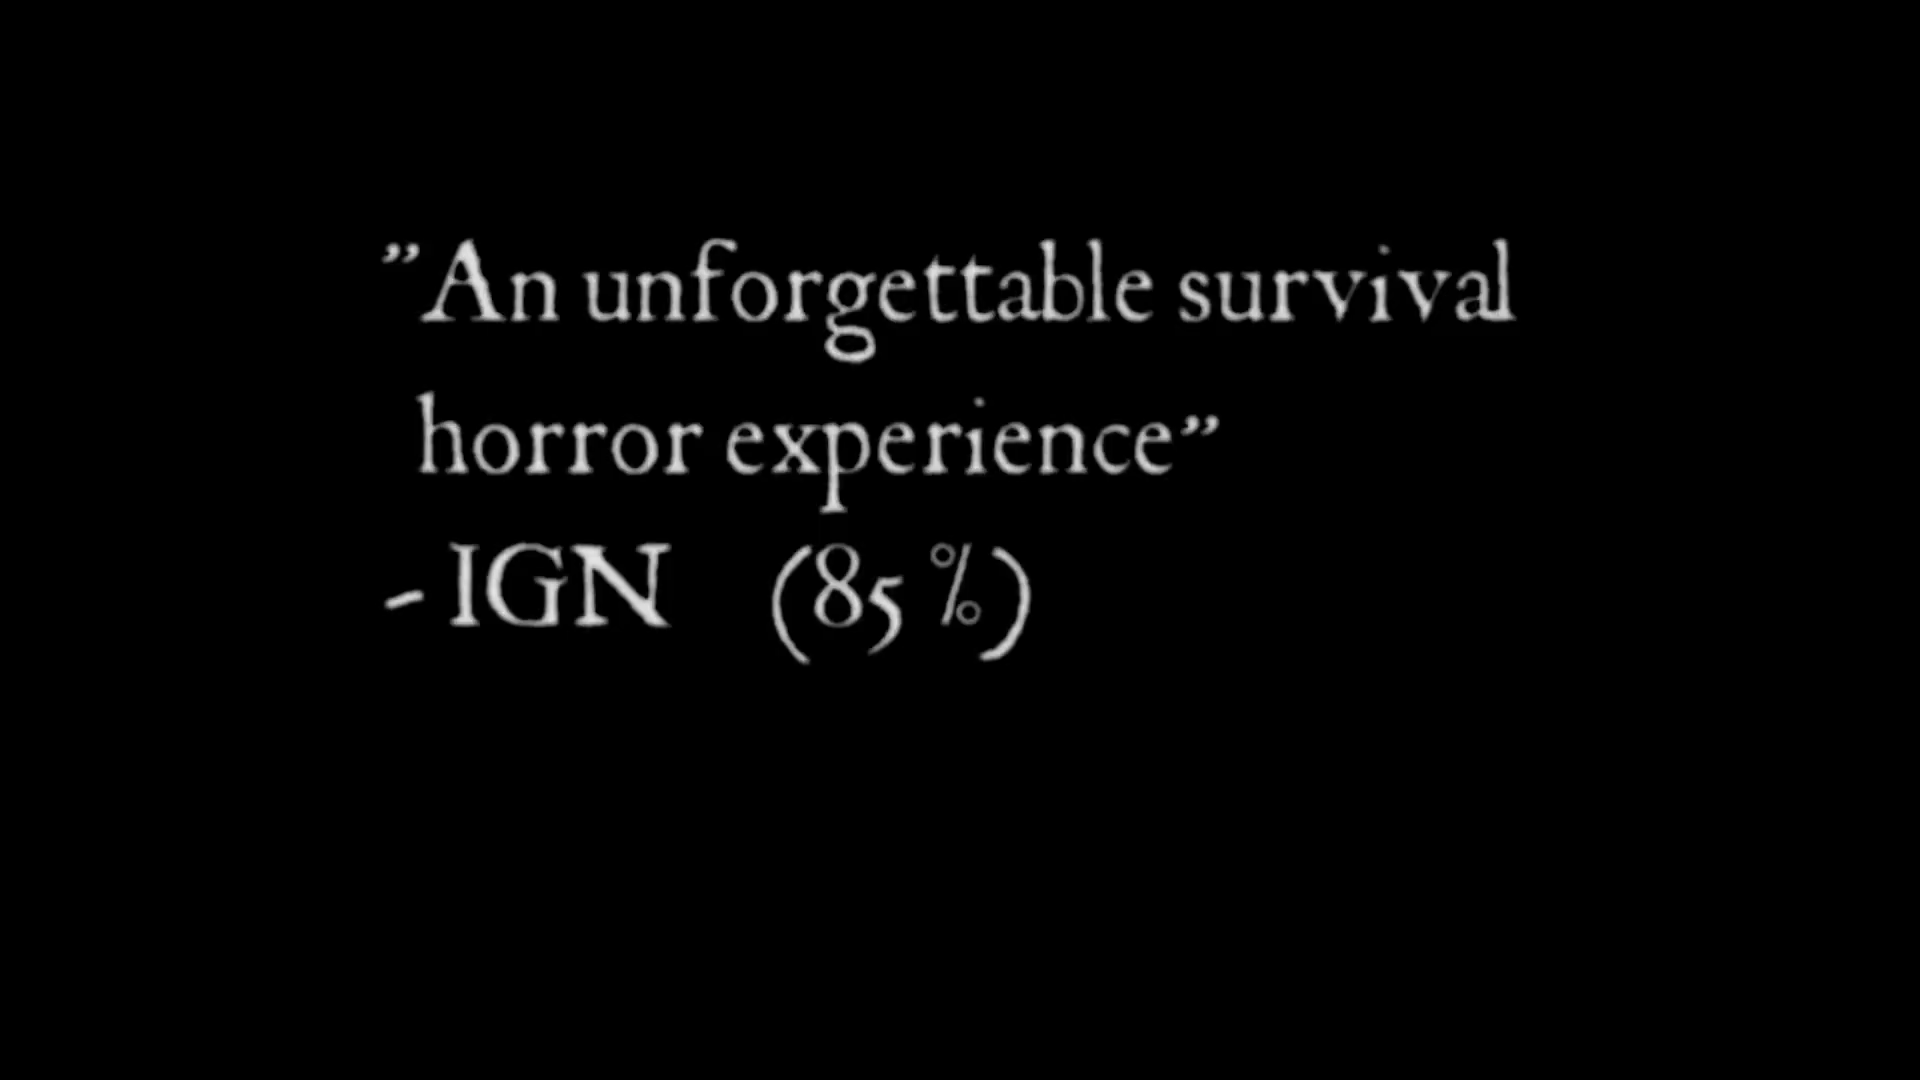 ”An unforgettable survival
horror experience”
- IGN (85 %)